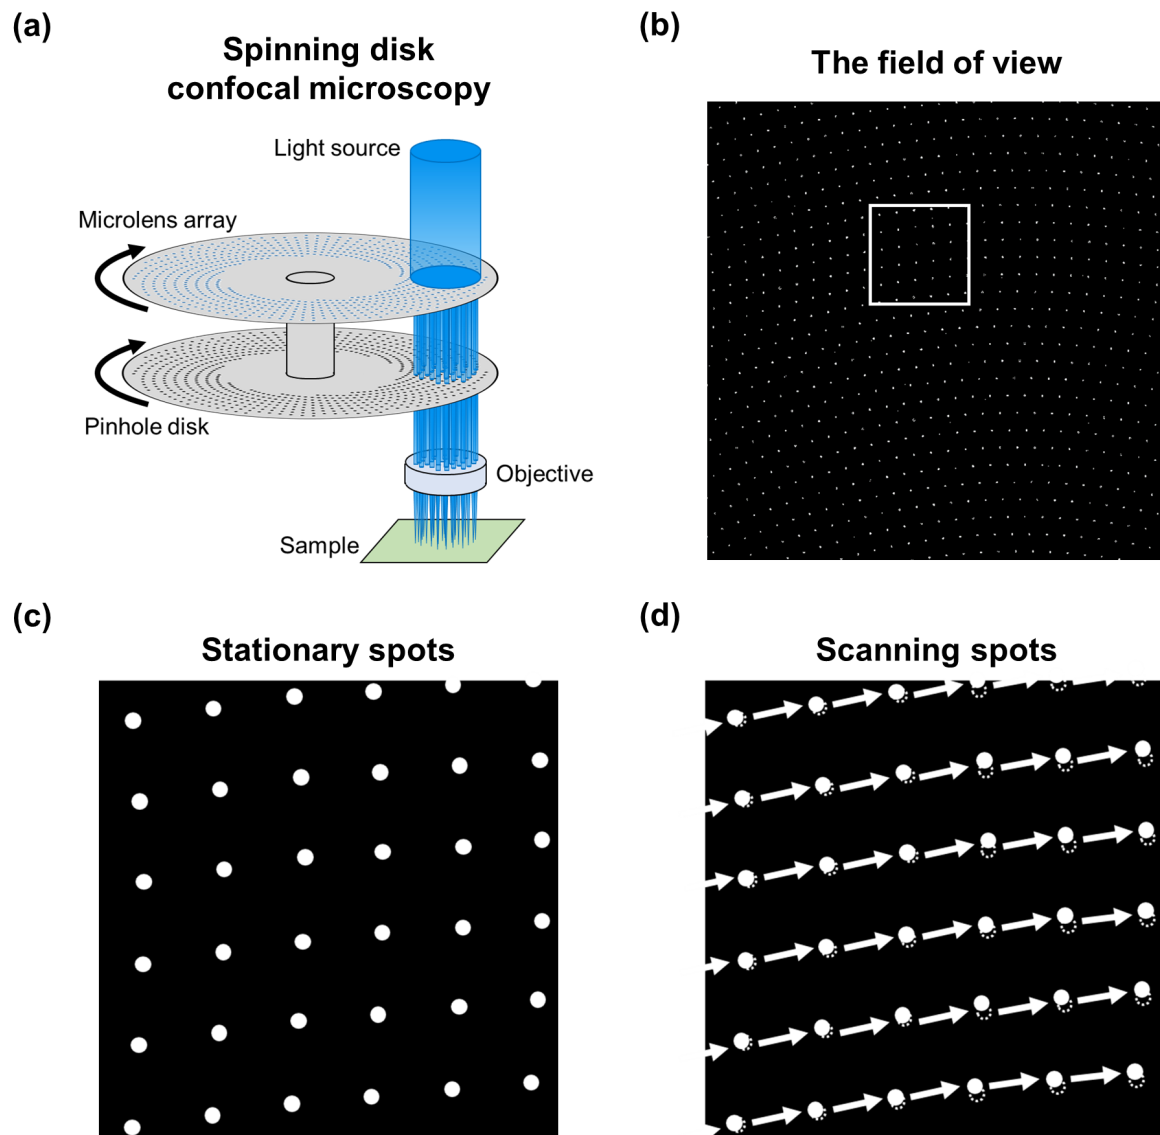 (a)
Spinning disk
confocal microscopy
Light source
Microlens array
Pinhole disk
Objective
Sample
(b)
The field of view
(c)
Stationary spots
(d)
Scanning spots